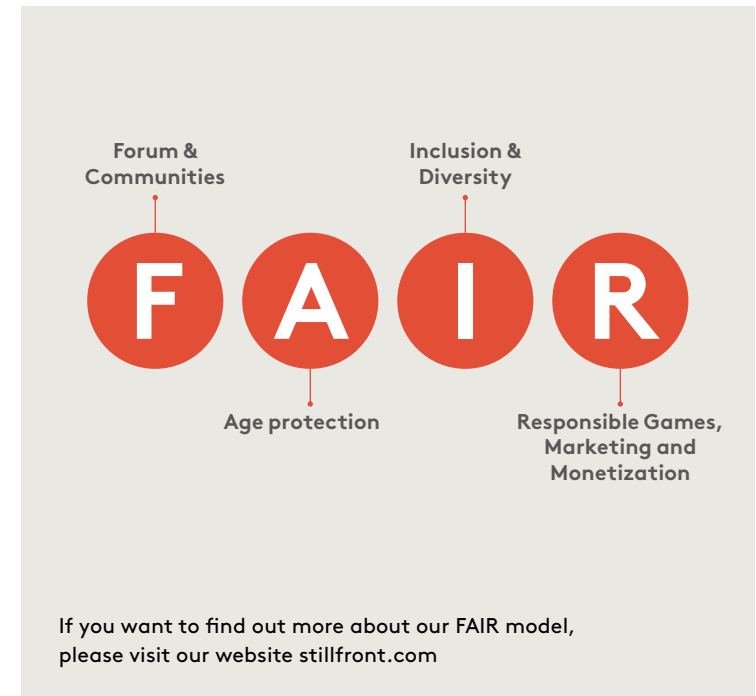 Forum &
Communities
Inclusion &
Diversity
F A I R
Age protection
Responsible Games,
Marketing and
Monetization
If you want to find out more about our FAIR model,
please visit our website stillfront.com